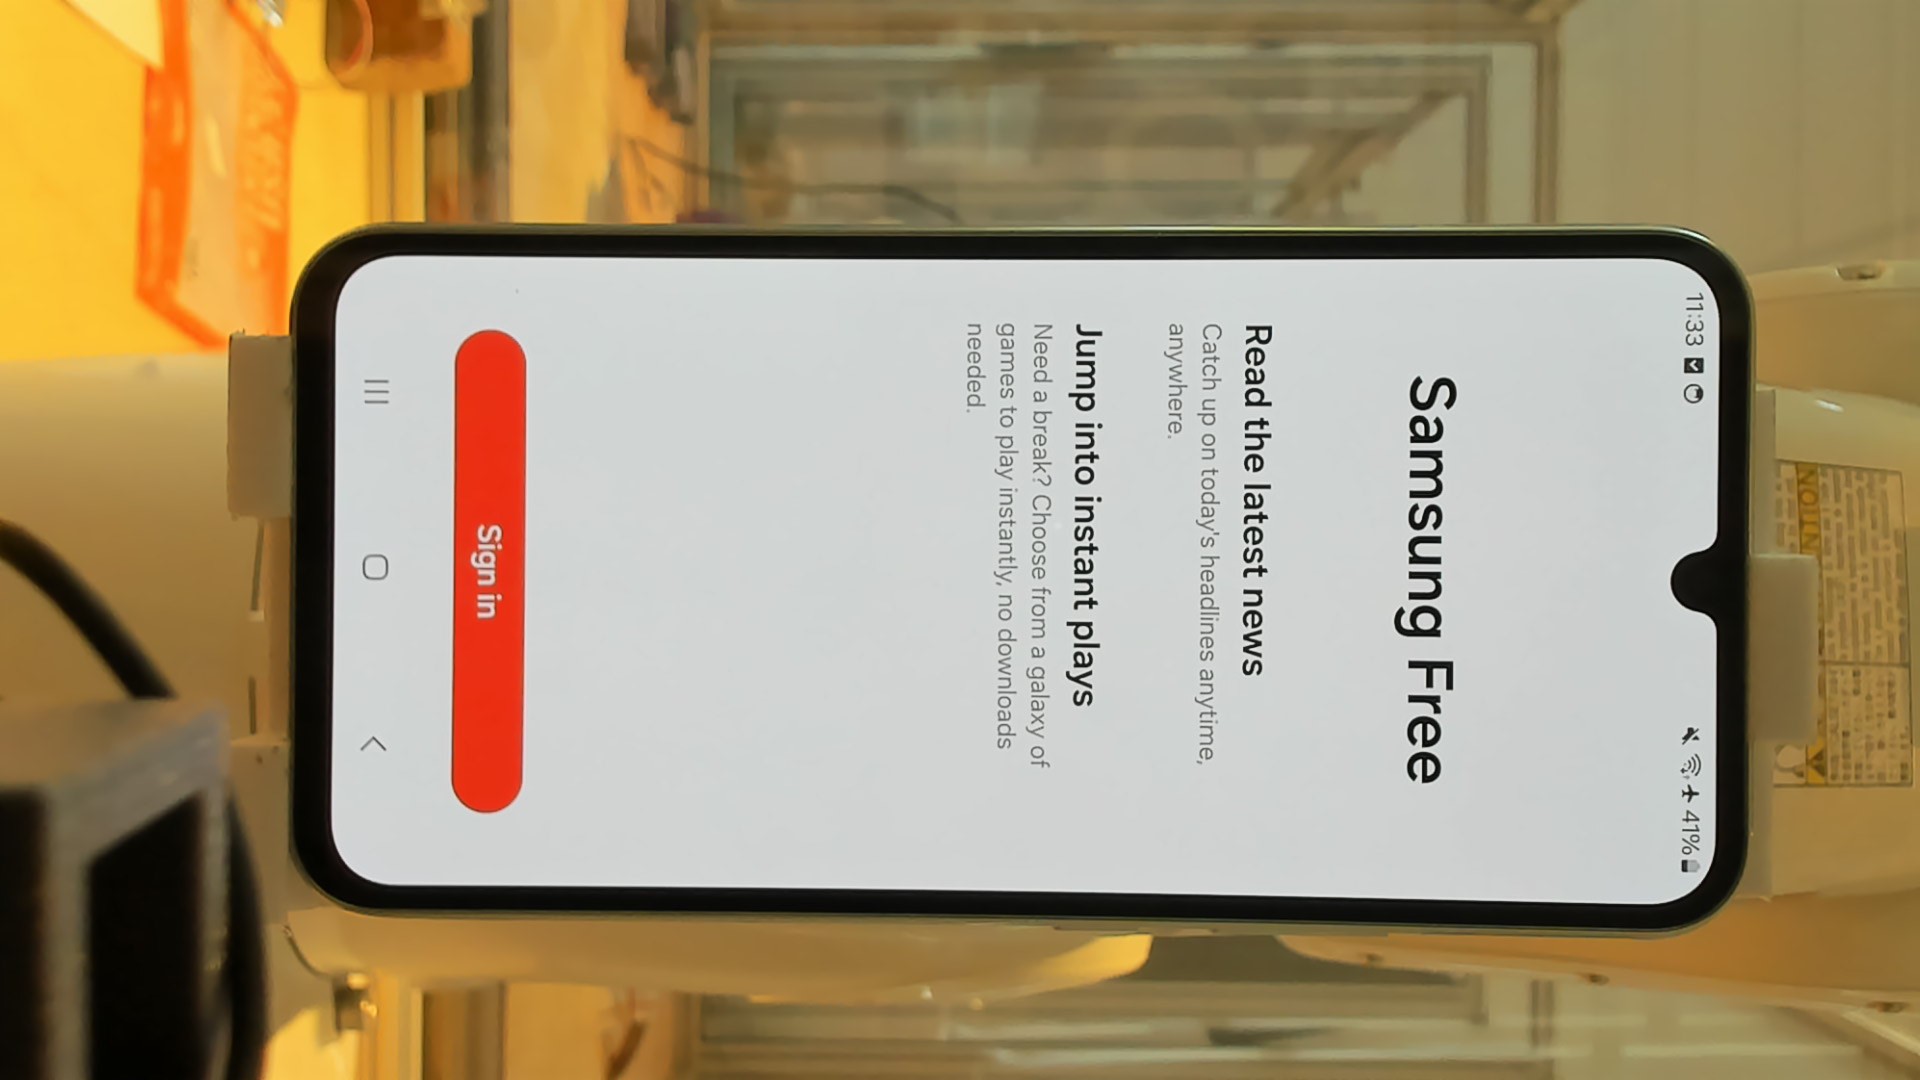 11:33
41%
Samsung Free
Read the latest news
Catch up on today's headlines anytime,
anywhere.
Jump into instant plays
Need a break? Choose from a galaxy of
games to play instantly, no downloads
needed.
Sign in